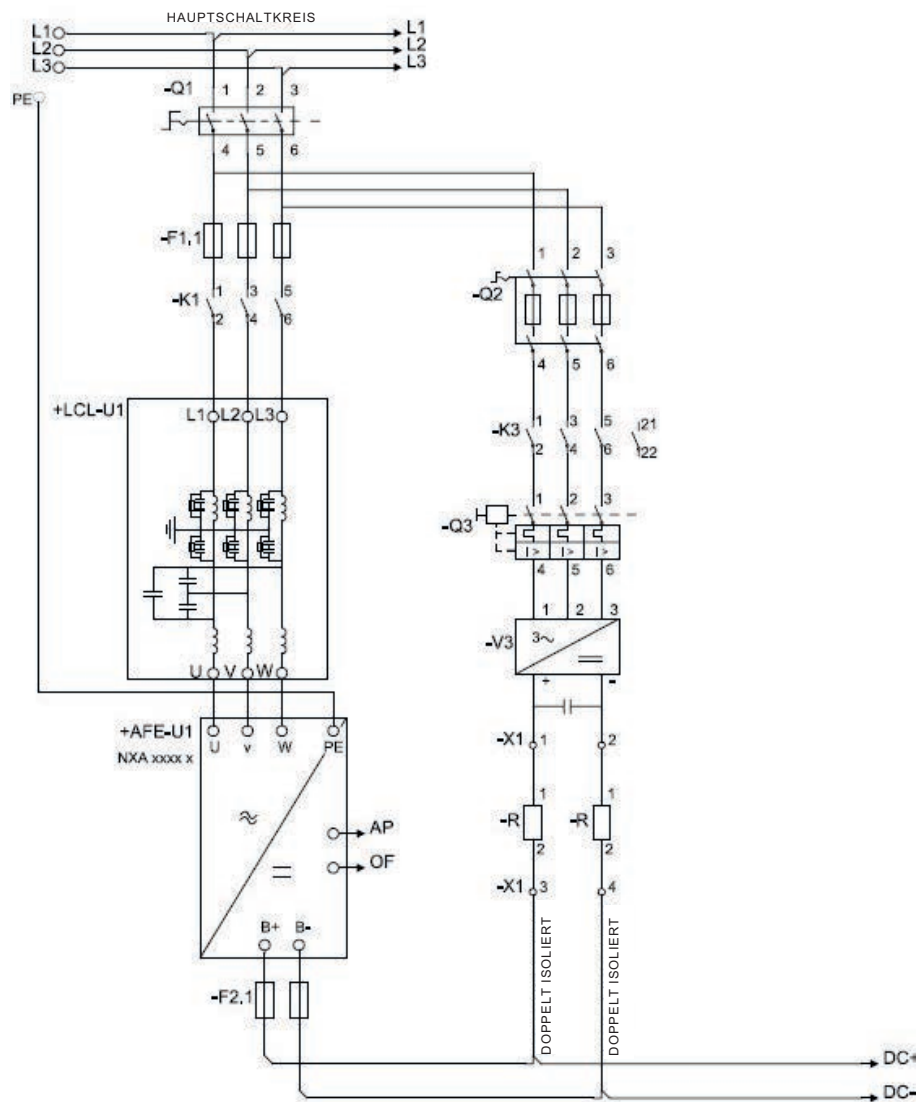 HAUPTSCHALTKREIS
L1 L1
L2 L2
L3 L3
PE
-Q1 1 2 3
4 5 6
-F1.1
1 2 3
-Q2
-K1 1 3 5
2 4 6
4 5 6
+LCL-U1 L1 L2 L3
-K3 1 3 5 21
2 4 6 22
1 2 3
-Q3
I> I> I>
4 5 6
1 2 3
-V3 3~
+ -
U V W
+AFE-U1
NXA xxxx x
U v W PE
-X1 1 2
1 1
-R -R
2 2
AP
OF
-X1 3 4
B+ B-
-F2.1
DOPPELT ISOLIERT
DOPPELT ISOLIERT
DC+
DC-